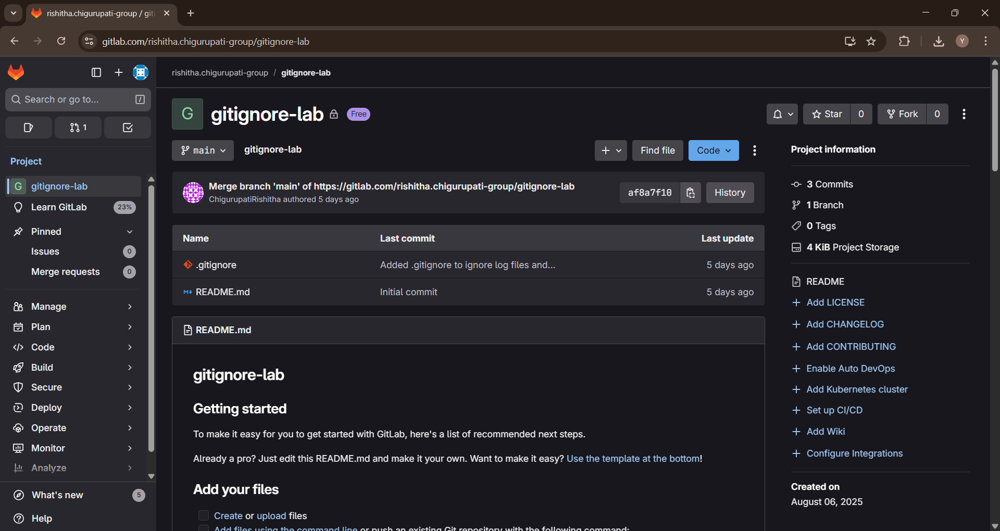 rishitha.chigurupati-group / git
gitlab.com/rishitha.chigurupati-group/gitignore-lab
Y
rishitha.chigurupati-group / gitignore-lab
Search or go to... /
G gitignore-lab Free
Star 0 Fork 0
1
main gitignore-lab
Find file Code
Project information
Project
G gitignore-lab
Learn GitLab 23%
Pinned
Issues 0
Merge requests 0
Manage
Plan
Code
Build
Secure
Deploy
Operate
Monitor
Analyze
What's new 5
Help
Merge branch 'main' of https://gitlab.com/rishitha.chigurupati-group/gitignore-lab
ChigurupatiRishitha authored 5 days ago
af8a7f10 History
Name Last commit Last update
.gitignore Added .gitignore to ignore log files and... 5 days ago
README.md Initial commit 5 days ago
README.md
gitignore-lab
Getting started
To make it easy for you to get started with GitLab, here's a list of recommended next steps.
Already a pro? Just edit this README.md and make it your own. Want to make it easy? Use the template at the bottom!
Add your files
Create or upload files
Add files using the command line or push an existing Git repository with the following command:
3 Commits
1 Branch
0 Tags
4 KiB Project Storage
README
Add LICENSE
Add CHANGELOG
Add CONTRIBUTING
Enable Auto DevOps
Add Kubernetes cluster
Set up CI/CD
Add Wiki
Configure Integrations
Created on
August 06, 2025